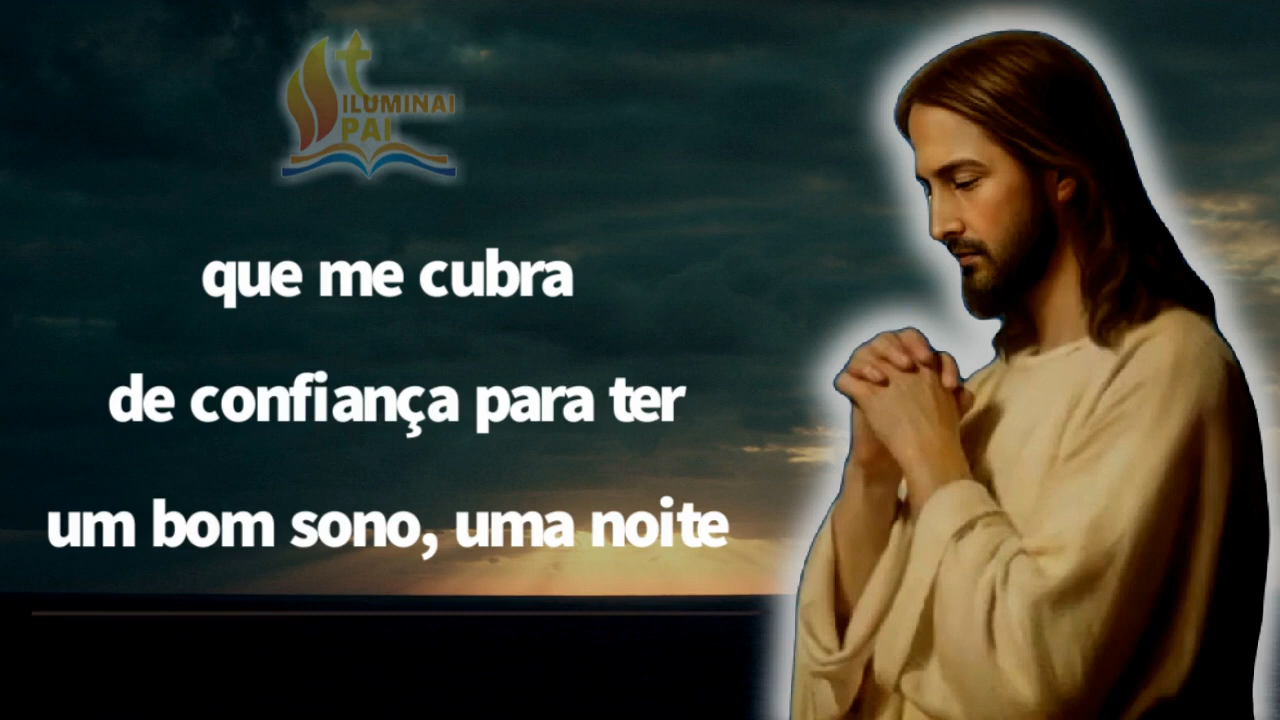 ILUMINAI
PAI
que me cubra
de confiança para ter
um bom sono, uma noite